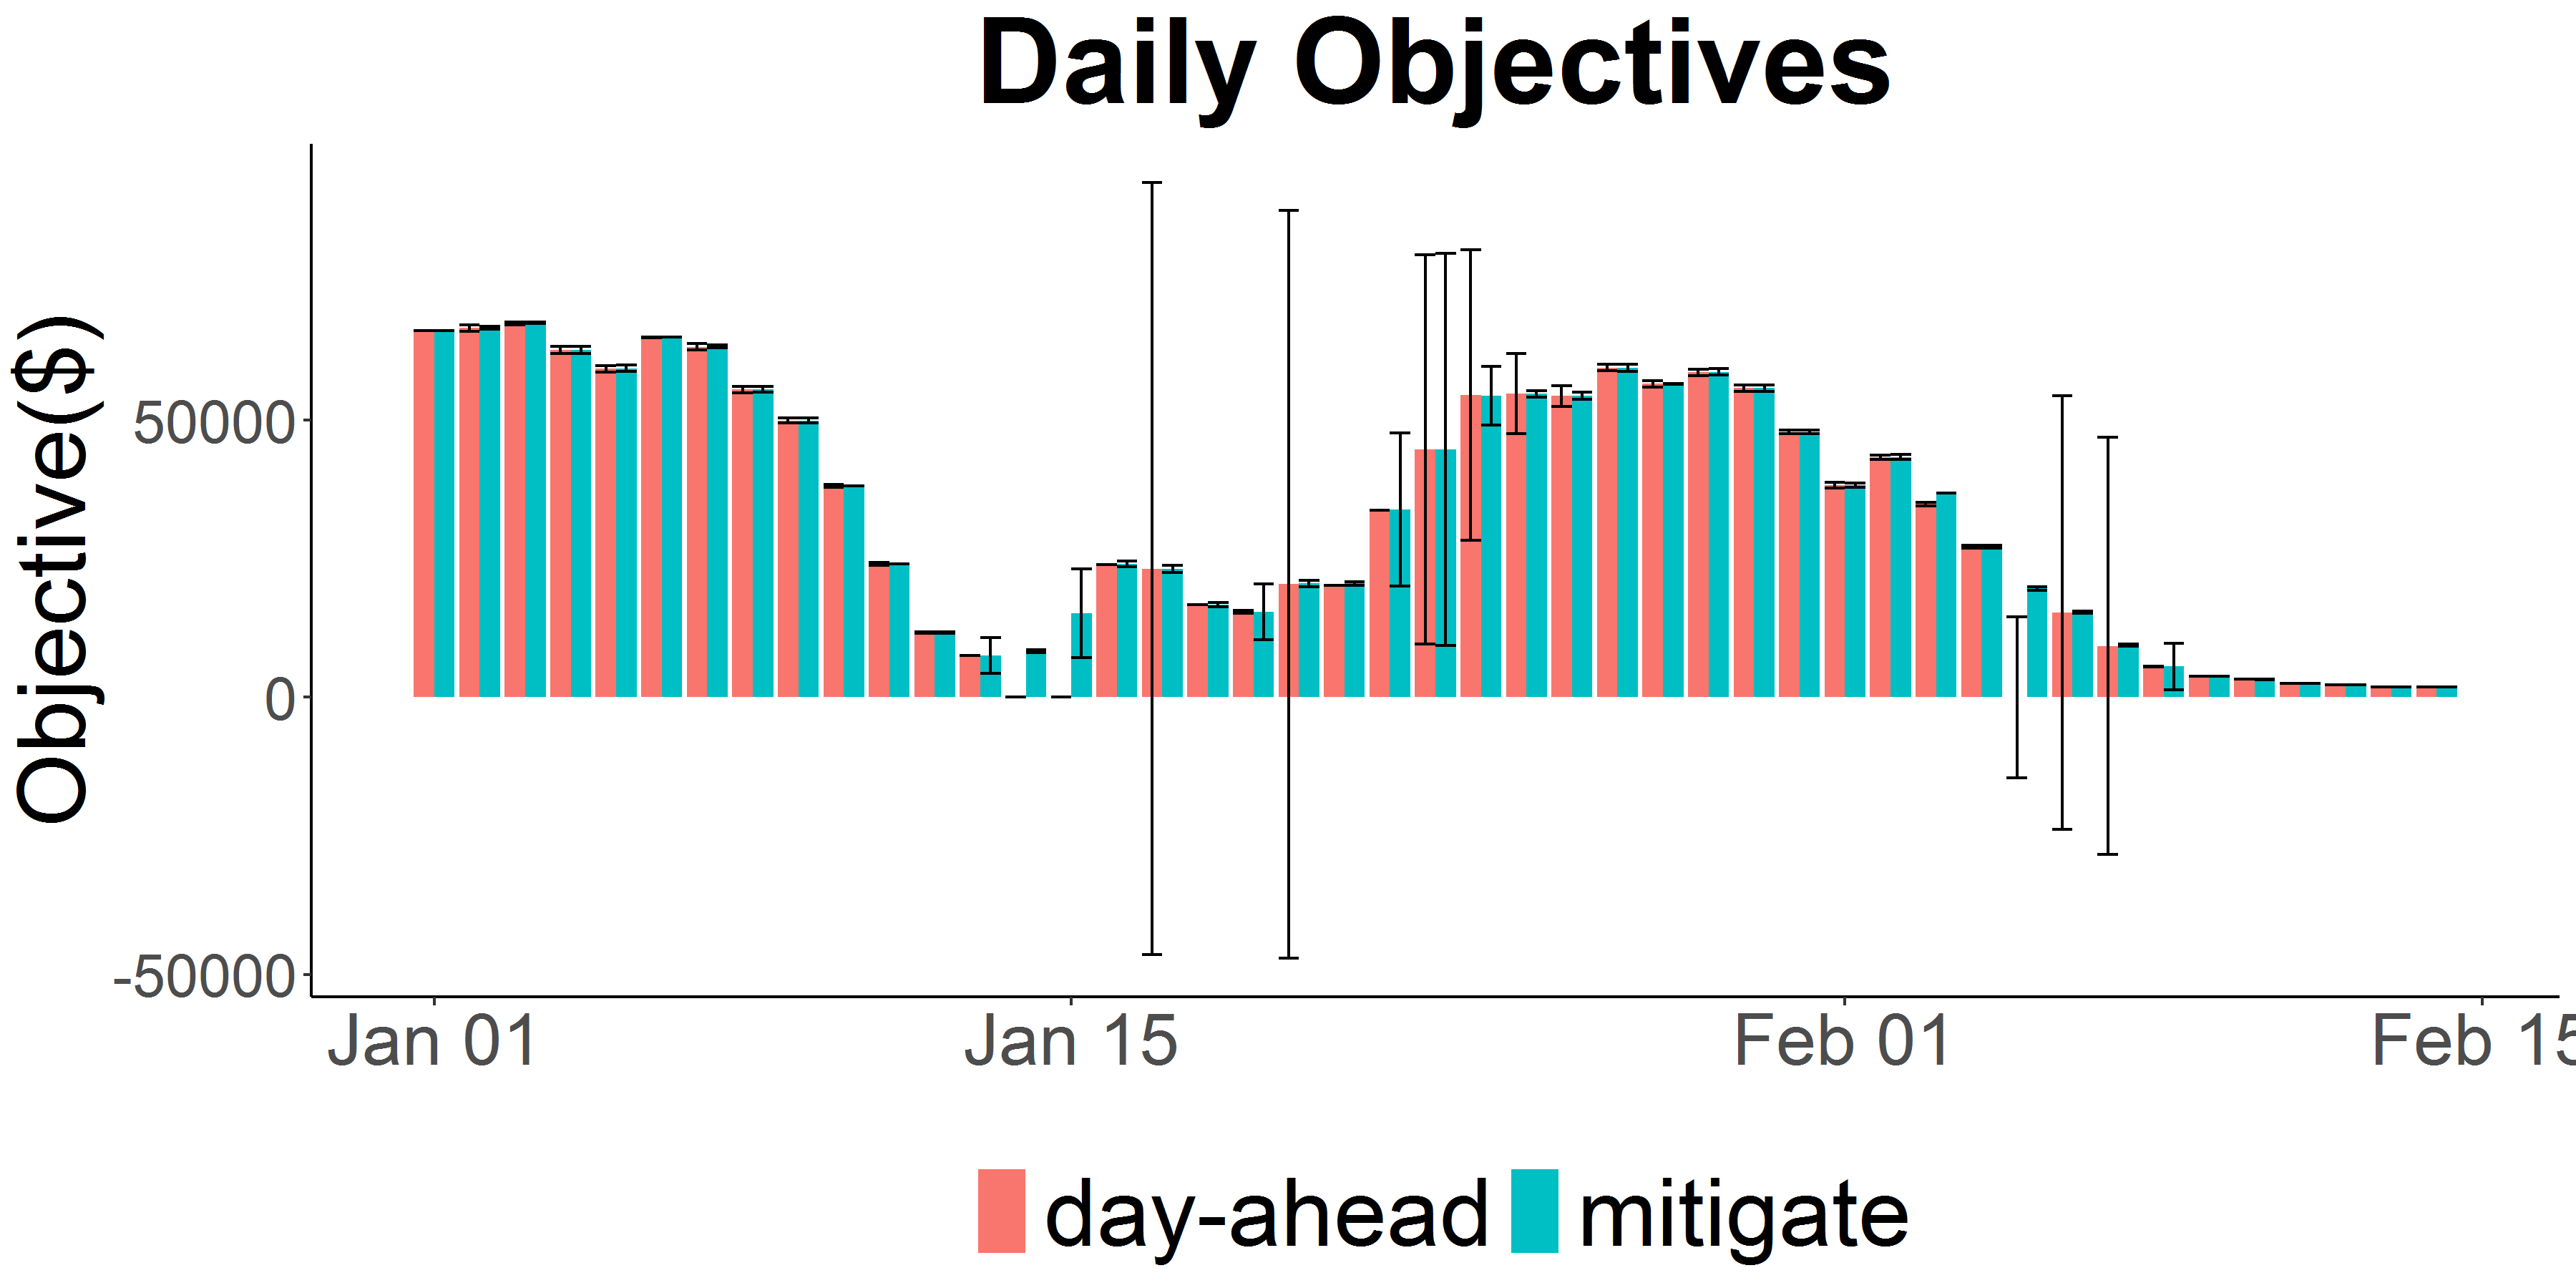 Daily Objectives
Objective($)
50000
0
-50000
Jan 01 Jan 15 Feb 01 Feb 15
day-ahead mitigate